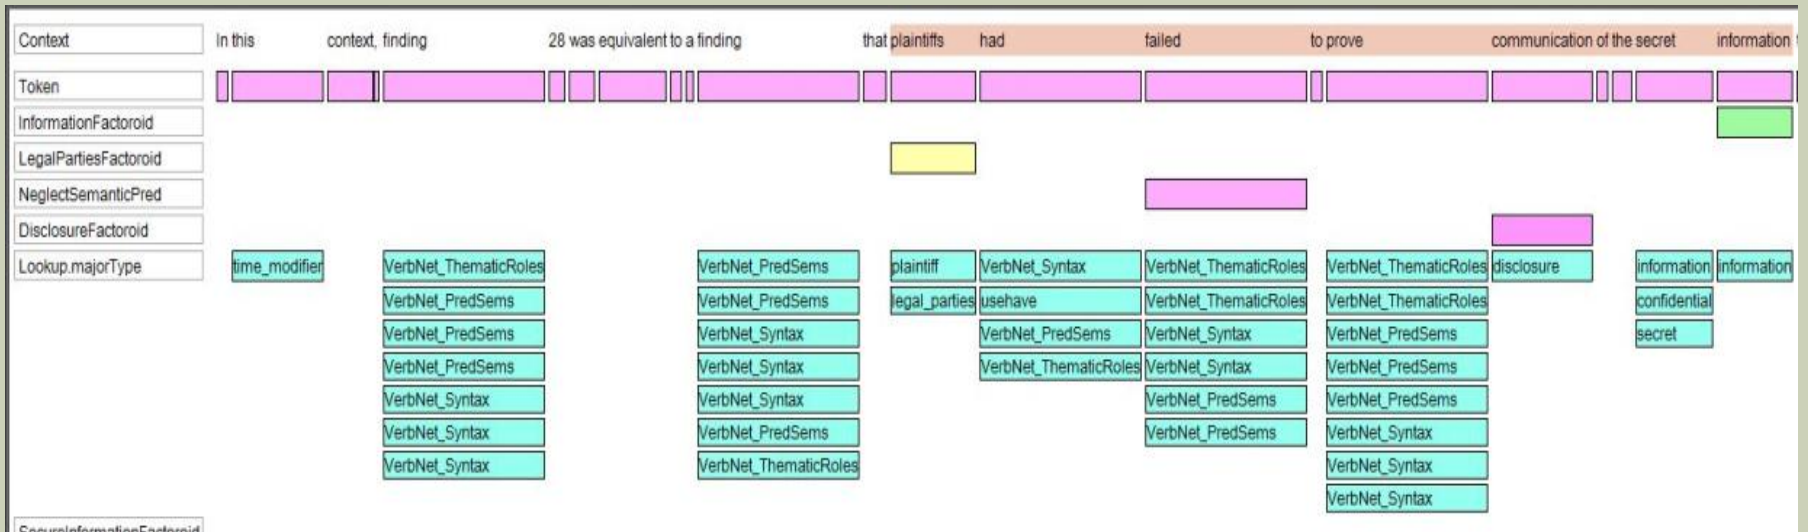 Context In this context, finding 28 was equivalent to a finding that plaintiffs had failed to prove communication of the secret information
Token
InformationFactoroid
LegalPartiesFactoroid
NeglectSemanticPred
DisclosureFactoroid
Lookup.majorType time_modifier VerbNet_ThematicRoles VerbNet_PredSems plaintiff VerbNet_Syntax VerbNet_ThematicRoles VerbNet_ThematicRoles disclosure information information
VerbNet_PredSems VerbNet_PredSems legal_parties usehave VerbNet_ThematicRoles VerbNet_ThematicRoles confidential
VerbNet_PredSems VerbNet_Syntax VerbNet_PredSems VerbNet_Syntax VerbNet_PredSems secret
VerbNet_PredSems VerbNet_Syntax VerbNet_ThematicRoles VerbNet_Syntax VerbNet_PredSems
VerbNet_Syntax VerbNet_Syntax VerbNet_PredSems VerbNet_PredSems
VerbNet_Syntax VerbNet_PredSems VerbNet_PredSems VerbNet_Syntax
VerbNet_Syntax VerbNet_ThematicRoles VerbNet_Syntax
VerbNet_Syntax